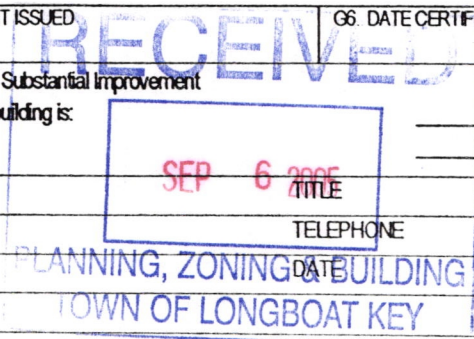 T ISSUED G6. DATE CERTIF
RECEIVED
Substantial Improvement
uilding is:
SEP 6 2005
TITLE
TELEPHONE
DATE
PLANNING, ZONING & BUILDING
TOWN OF LONGBOAT KEY